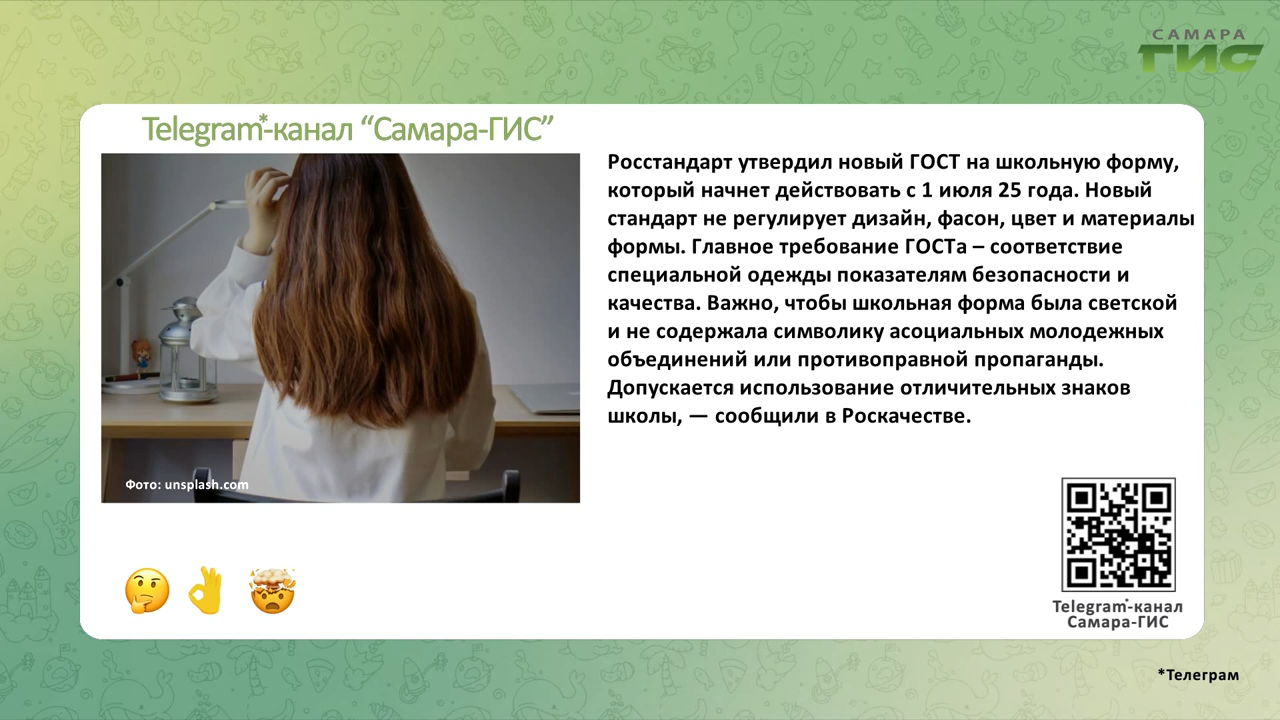 САМАРА
ГИС
Telegram*-канал “Самара-ГИС”
Росстандарт утвердил новый ГОСТ на школьную форму,
который начнет действовать с 1 июля 25 года. Новый
стандарт не регулирует дизайн, фасон, цвет и материалы
формы. Главное требование ГОСТа – соответствие
специальной одежды показателям безопасности и
качества. Важно, чтобы школьная форма была светской
и не содержала символику асоциальных молодежных
объединений или противоправной пропаганды.
Допускается использование отличительных знаков
школы, — сообщили в Роскачестве.
Фото: unsplash.com
Telegram*-канал
Самара-ГИС
*Телеграм